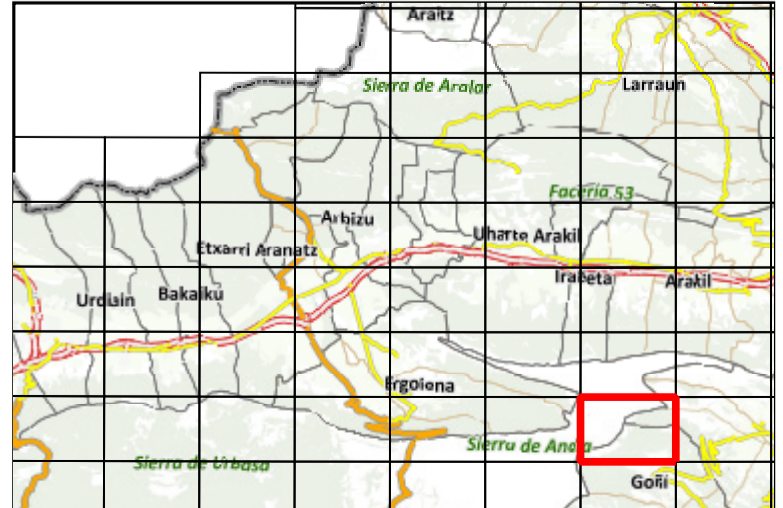 Araitz
Sierra de Aralar
Larraun
Facería 53
Arbizu
Uharte Arakil
Etxarri Aranatz
Irañeta
Arakil
Urdiain
Bakaiku
Ergoiena
Sierra de Andia
Sierra de Urbasa
Goñi